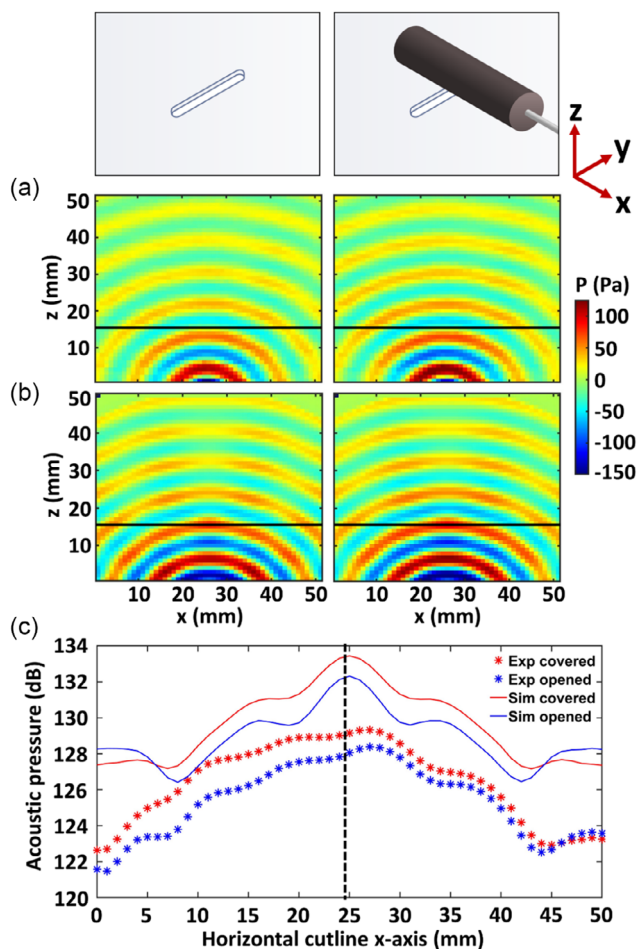 z
y
x
(a)
50
40
30
20
10
z (mm)
P (Pa)
100
50
0
-50
-100
-150
(b)
50
40
30
20
10
z (mm)
10 20 30 40 50
10 20 30 40 50
x (mm)
x (mm)
(c)
134
132
130
128
126
124
122
120
Acoustic pressure (dB)
Exp covered
Exp opened
Sim covered
Sim opened
0 5 10 15 20 25 30 35 40 45 50
Horizontal cutline x-axis (mm)